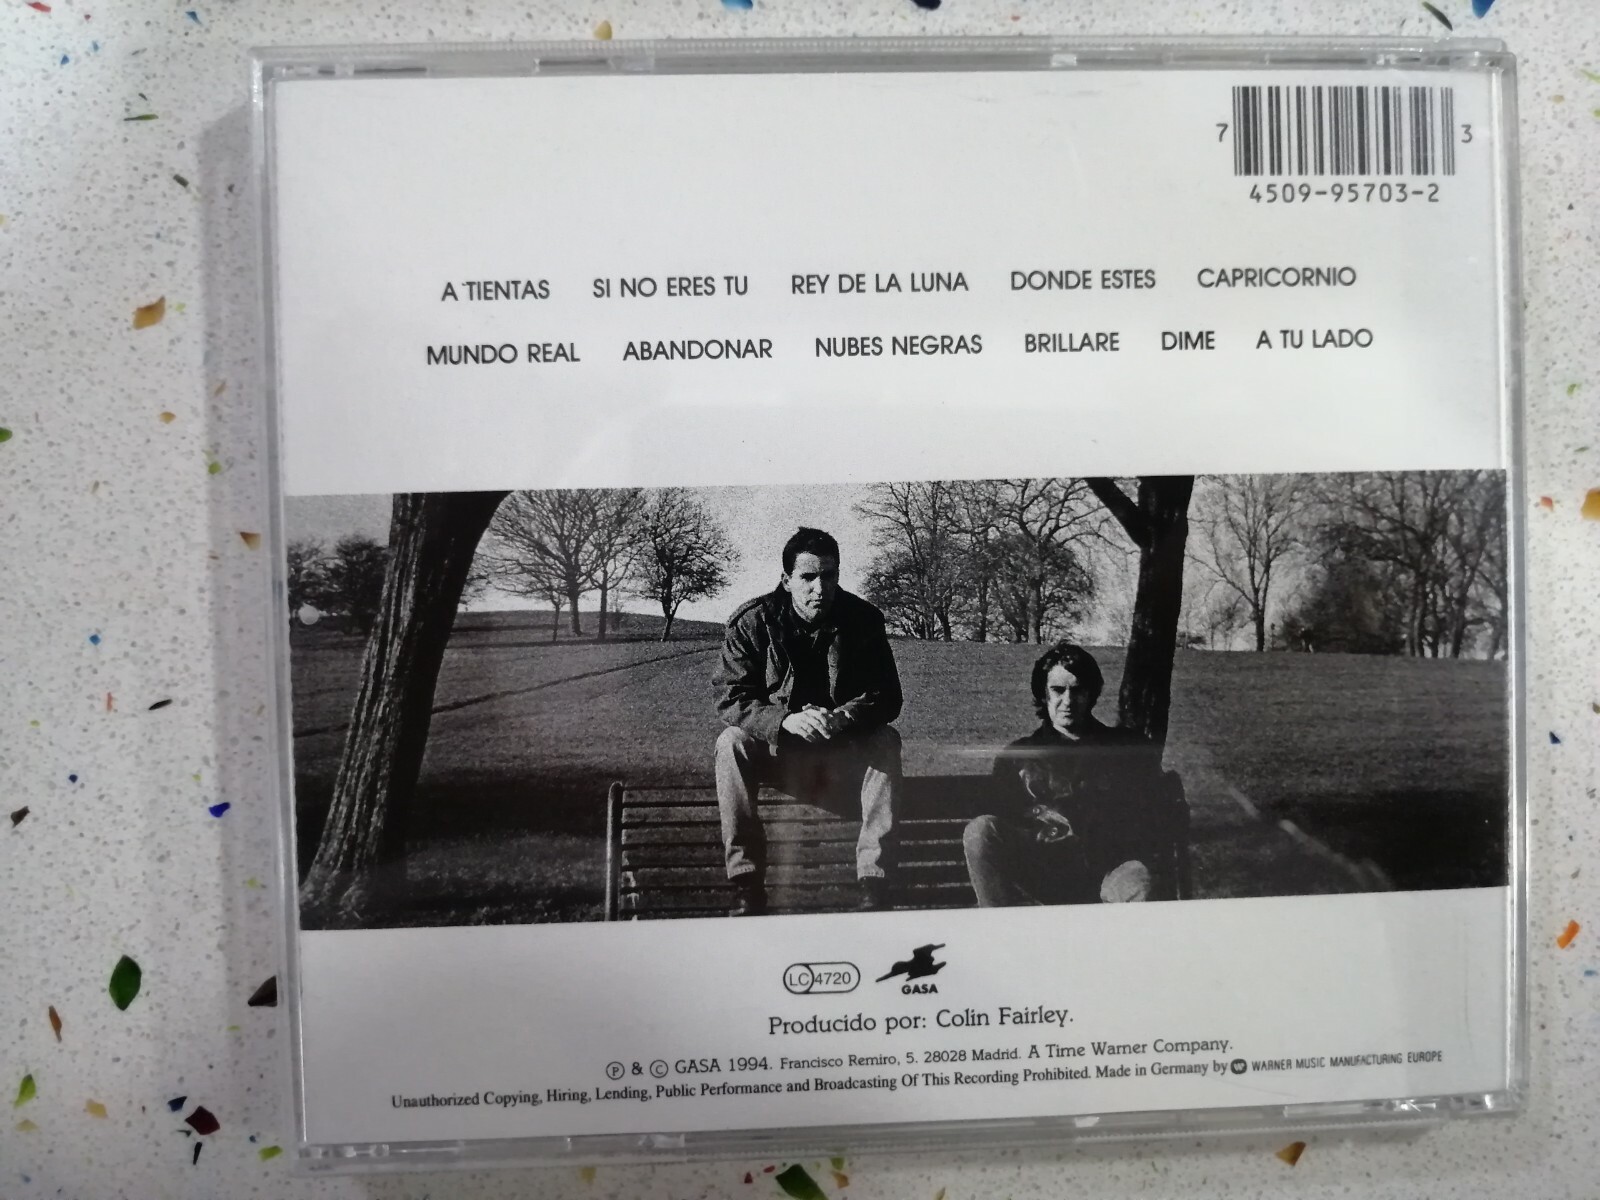 7 3
4509-95703-2
A TIENTAS SI NO ERES TU REY DE LA LUNA DONDE ESTES CAPRICORNIO
MUNDO REAL ABANDONAR NUBES NEGRAS BRILLARE DIME A TU LADO
LC 4720 GASA
Producido por: Colin Fairley.
Ⓟ & © GASA 1994. Francisco Remiro, 5. 28028 Madrid. A Time Warner Company.
Unauthorized Copying, Hiring, Lending, Public Performance and Broadcasting Of This Recording Prohibited. Made in Germany by WARNER MUSIC MANUFACTURING EUROPE